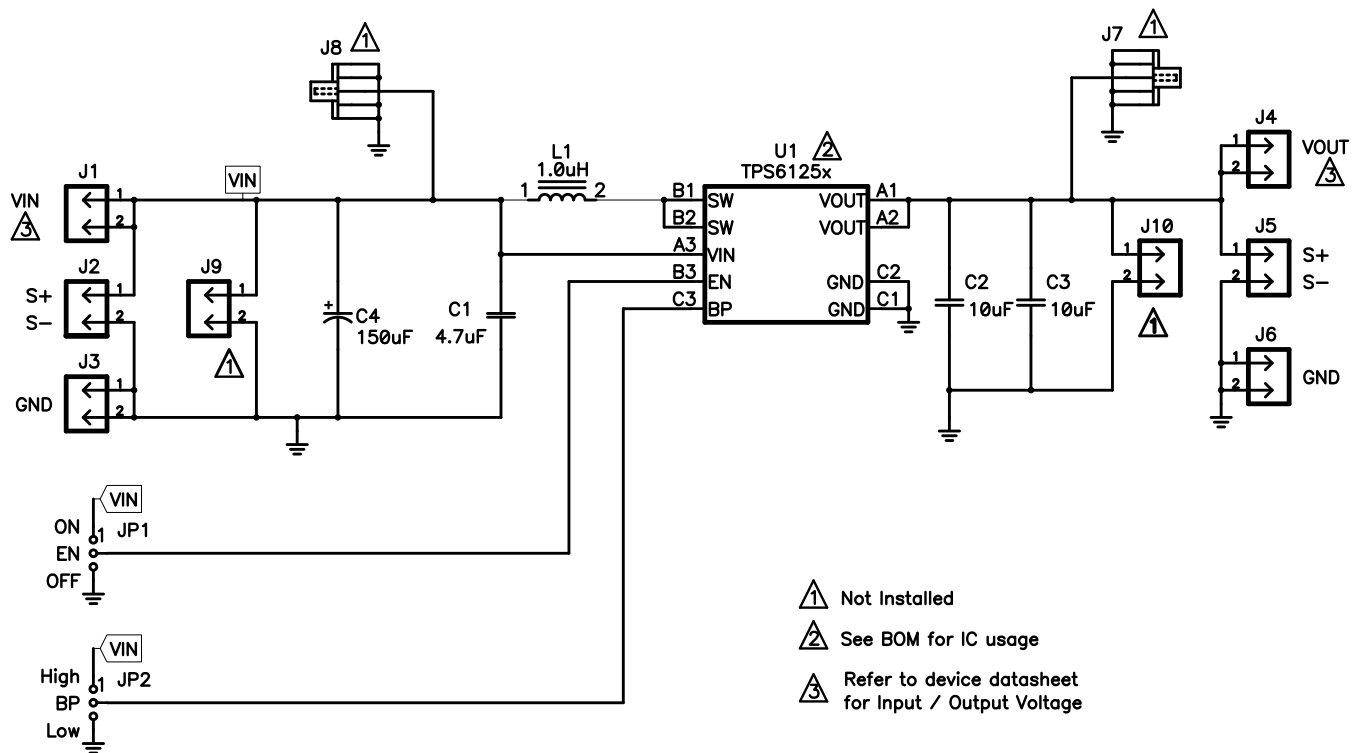 J8 1
J7 1
J4
1
2
VOUT
3
J1
VIN
3
1
2
VIN
L1
1.0uH
1 2
U1 2
TPS6125x
B1 SW VOUT A1
B2 SW VOUT A2
A3 VIN
B3 EN GND C2
C3 BP GND C1
J2
S+
S−
J9
1
2
1
+
C4
150uF
C1
4.7uF
C2
10uF
C3
10uF
J10
1
2
1
J5
1
2
S+
S−
J3
GND
1
2
J6
1
2
GND
VIN
ON
1 JP1
EN
OFF
VIN
High
1 JP2
BP
Low
1 Not Installed
2 See BOM for IC usage
3 Refer to device datasheet
for Input / Output Voltage